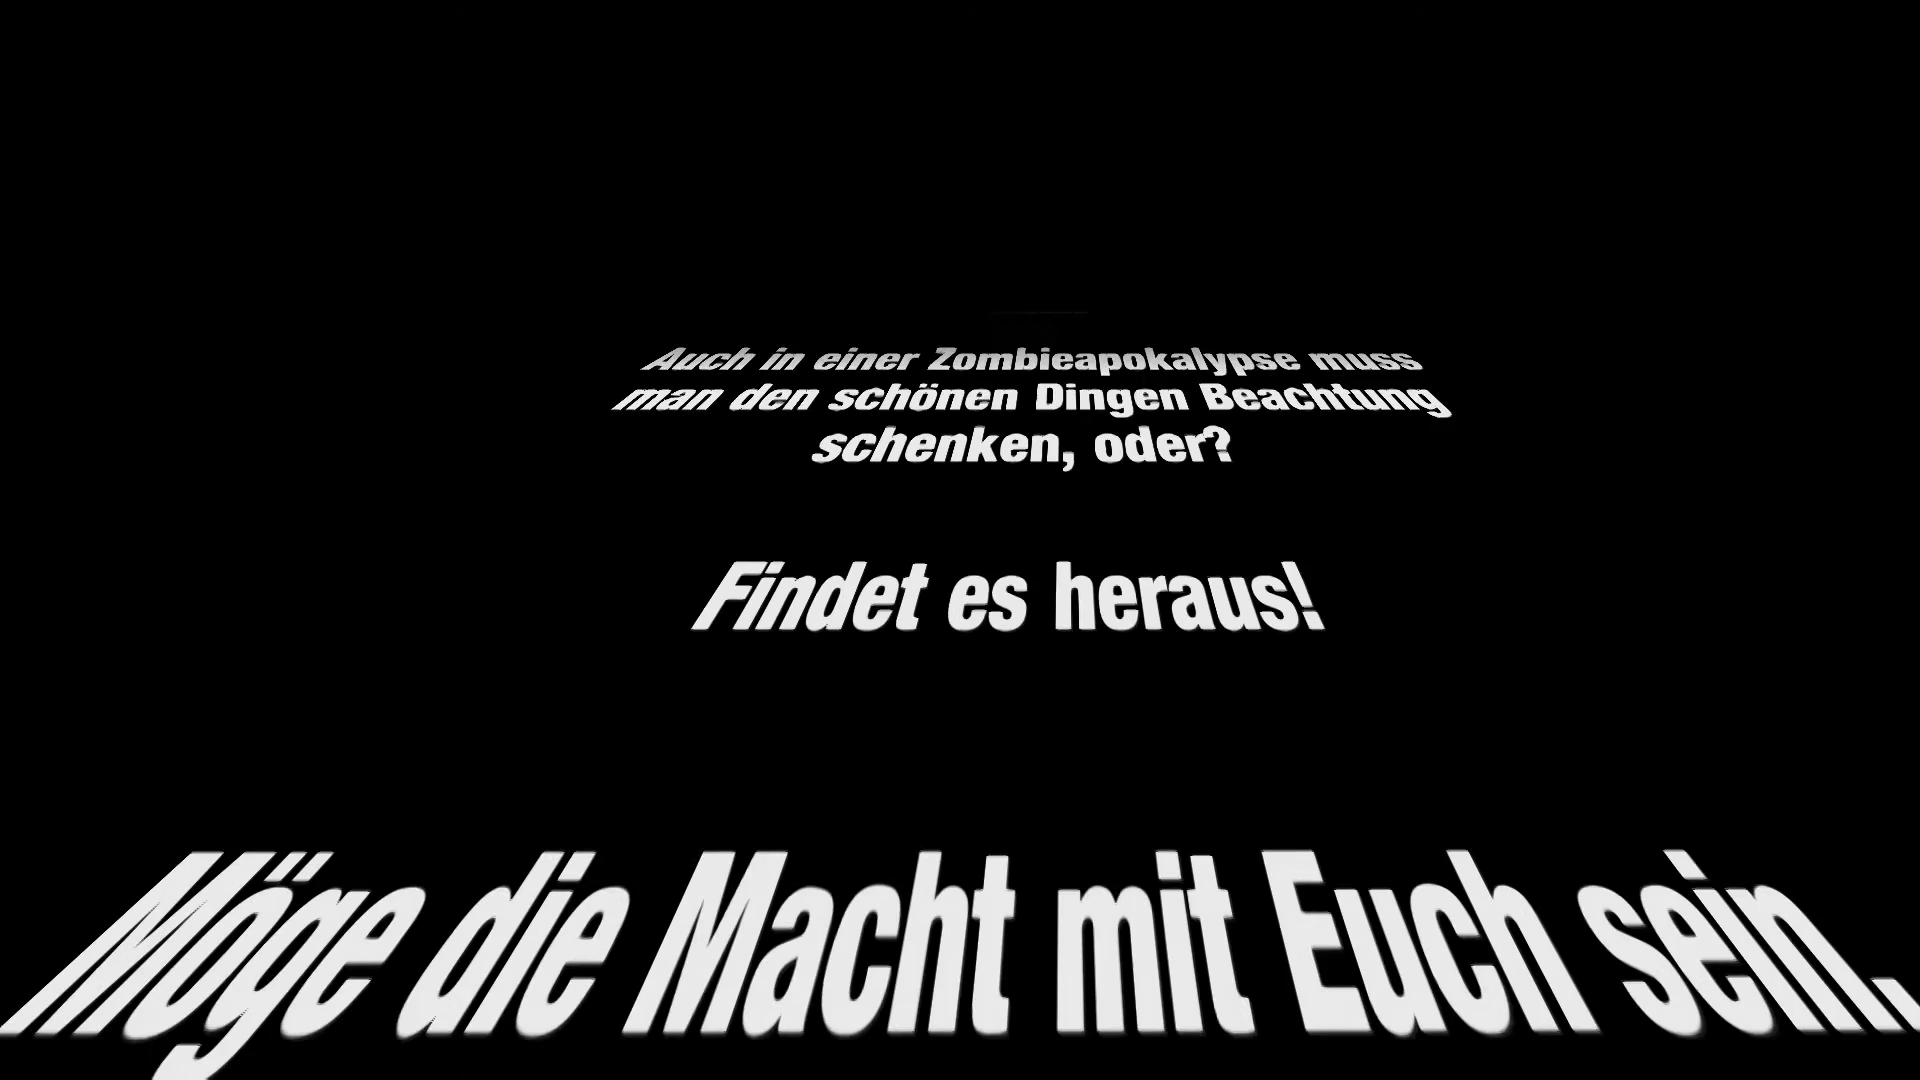 Auch in einer Zombieapokalypse muss
man den schönen Dingen Beachtung
schenken, oder?
Findet es heraus!
Möge die Macht mit Euch sein.